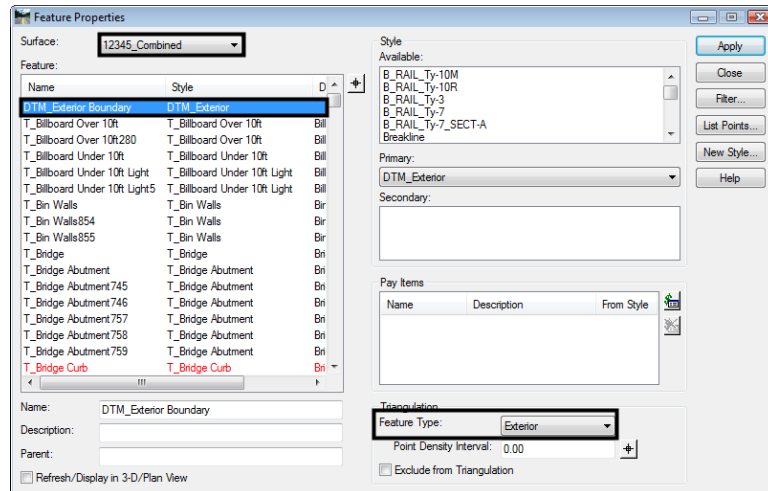 Feature Properties
Surface: 12345_Combined
Feature:
Name Style D
DTM_Exterior Boundary DTM_Exterior
T_Billboard Over 10ft T_Billboard Over 10ft Bill
T_Billboard Over 10ft280 T_Billboard Over 10ft Bill
T_Billboard Under 10ft T_Billboard Under 10ft Bill
T_Billboard Under 10ft Light T_Billboard Under 10ft Light Bill
T_Billboard Under 10ft Light5 T_Billboard Under 10ft Light Bill
T_Bin Walls T_Bin Walls Bir
T_Bin Walls854 T_Bin Walls Bir
T_Bin Walls855 T_Bin Walls Bir
T_Bridge T_Bridge Bri
T_Bridge Abutment T_Bridge Abutment Bri
T_Bridge Abutment745 T_Bridge Abutment Bri
T_Bridge Abutment746 T_Bridge Abutment Bri
T_Bridge Abutment757 T_Bridge Abutment Bri
T_Bridge Abutment758 T_Bridge Abutment Bri
T_Bridge Abutment759 T_Bridge Abutment Bri
T_Bridge Curb T_Bridge Curb Bri
Name: DTM_Exterior Boundary
Description:
Parent:
Refresh/Display in 3-D/Plan View
Style
Available:
B_RAIL_Ty-10M
B_RAIL_Ty-10R
B_RAIL_Ty-3
B_RAIL_Ty-7
B_RAIL_Ty-7_SECT-A
Breakline
Primary:
DTM_Exterior
Secondary:
Pay Items
Name Description From Style
Triangulation
Feature Type: Exterior
Point Density Interval: 0.00
Exclude from Triangulation
Apply
Close
Filter...
List Points...
New Style...
Help